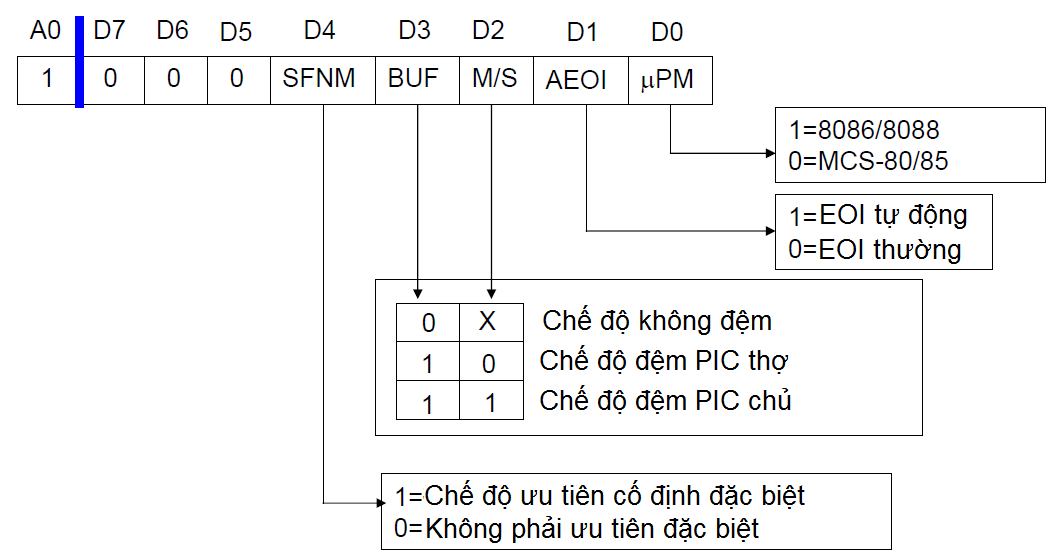 A0 D7 D6 D5 D4 D3 D2 D1 D0
1 0 0 0 SFNM BUF M/S AEOI μPM
1=8086/8088
0=MCS-80/85
1=EOI tự động
0=EOI thường
0 X Chế độ không đệm
1 0 Chế độ đệm PIC thợ
1 1 Chế độ đệm PIC chủ
1=Chế độ ưu tiên cố định đặc biệt
0=Không phải ưu tiên đặc biệt